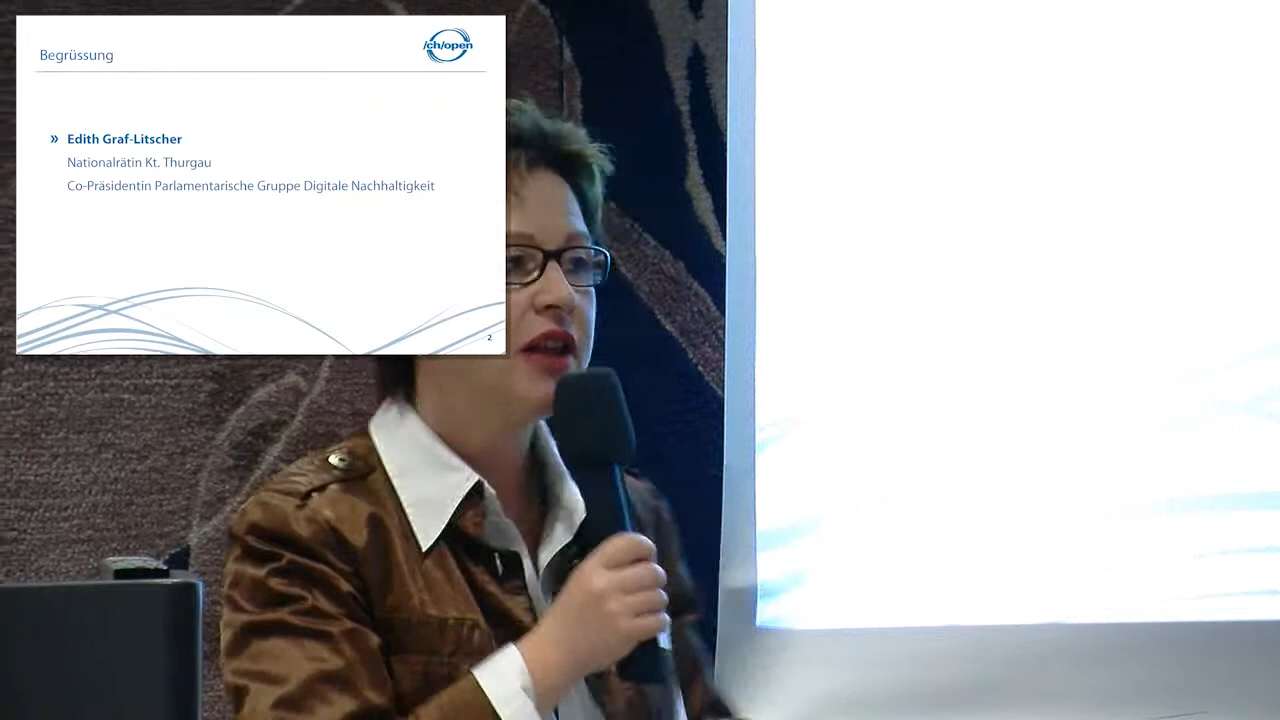 Begrüssung
/ch/open
» Edith Graf-Litscher
Nationalrätin Kt. Thurgau
Co-Präsidentin Parlamentarische Gruppe Digitale Nachhaltigkeit
2